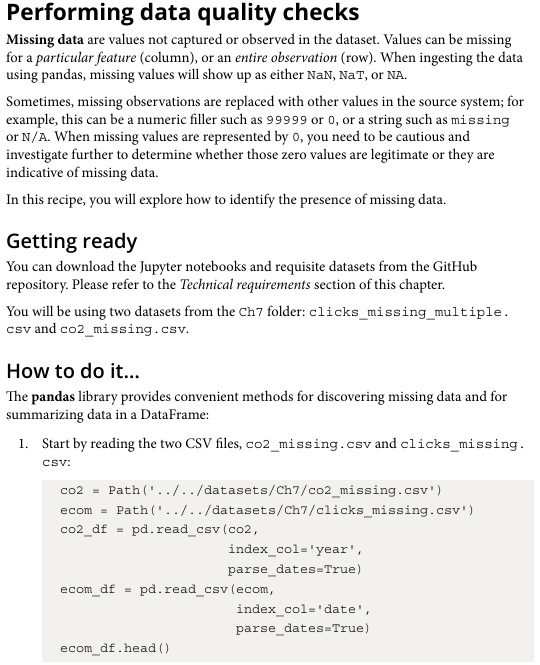 Performing data quality checks
Missing data are values not captured or observed in the dataset. Values can be missing
for a particular feature (column), or an entire observation (row). When ingesting the data
using pandas, missing values will show up as either NaN, NaT, or NA.
Sometimes, missing observations are replaced with other values in the source system; for
example, this can be a numeric filler such as 99999 or 0, or a string such as missing
or N/A. When missing values are represented by 0, you need to be cautious and
investigate further to determine whether those zero values are legitimate or they are
indicative of missing data.
In this recipe, you will explore how to identify the presence of missing data.
Getting ready
You can download the Jupyter notebooks and requisite datasets from the GitHub
repository. Please refer to the Technical requirements section of this chapter.
You will be using two datasets from the Ch7 folder: clicks_missing_multiple.
csv and co2_missing.csv.
How to do it…
The pandas library provides convenient methods for discovering missing data and for
summarizing data in a DataFrame:
1. Start by reading the two CSV files, co2_missing.csv and clicks_missing.
csv:
co2 = Path('../../datasets/Ch7/co2_missing.csv')
ecom = Path('../../datasets/Ch7/clicks_missing.csv')
co2_df = pd.read_csv(co2,
index_col='year',
parse_dates=True)
ecom_df = pd.read_csv(ecom,
index_col='date',
parse_dates=True)
ecom_df.head()